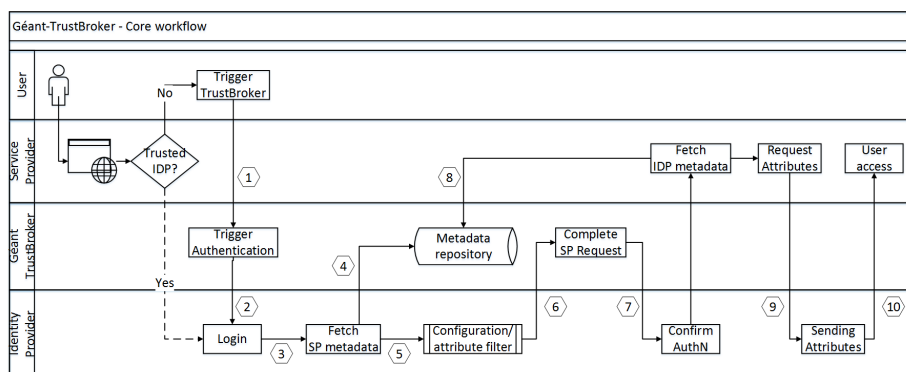 Géant-TrustBroker - Core workflow
User
Trigger
TrustBroker
No
Service
Provider
Trusted
IDP?
1
8
Fetch
IDP metadata
Request
Attributes
User
access
Géant
TrustBroker
Trigger
Authentication
Metadata
repository
Complete
SP Request
4
Yes
2
6
7
9
10
Identity
Provider
Login
3
Fetch
SP metadata
5
Configuration/
attribute filter
Confirm
AuthN
Sending
Attributes